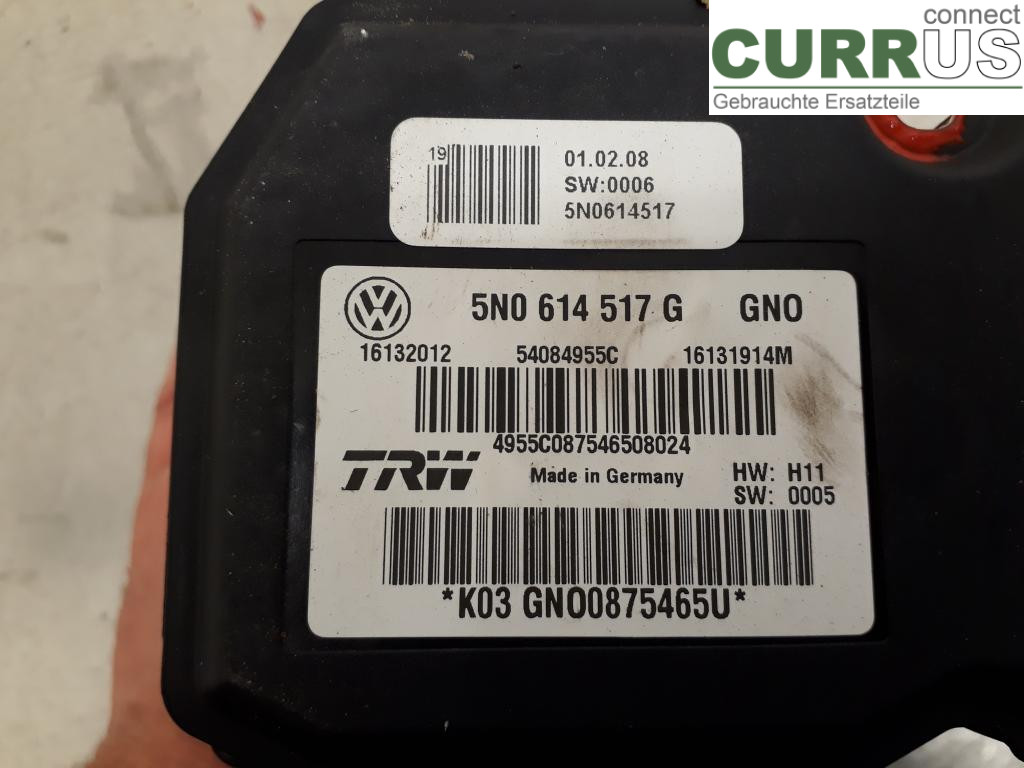 connect
CURRUS
Gebrauchte Ersatzteile
19
01.02.08
SW:0006
5N0614517
5N0 614 517 G GNO
16132012 54084955C 16131914M
4955C087546508024
TRW Made in Germany HW: H11
SW: 0005
*K03 GNO0875465U*